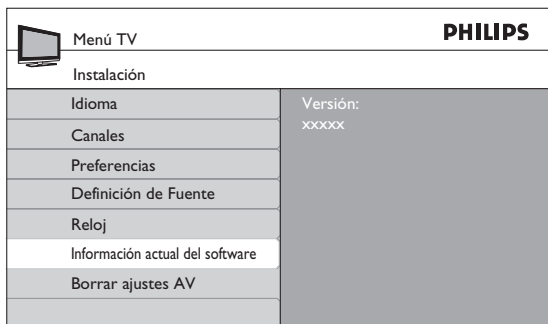 Menú TV
PHILIPS
Instalación
Idioma
Canales
Preferencias
Definición de Fuente
Reloj
Información actual del software
Borrar ajustes AV
Versión:
xxxxx